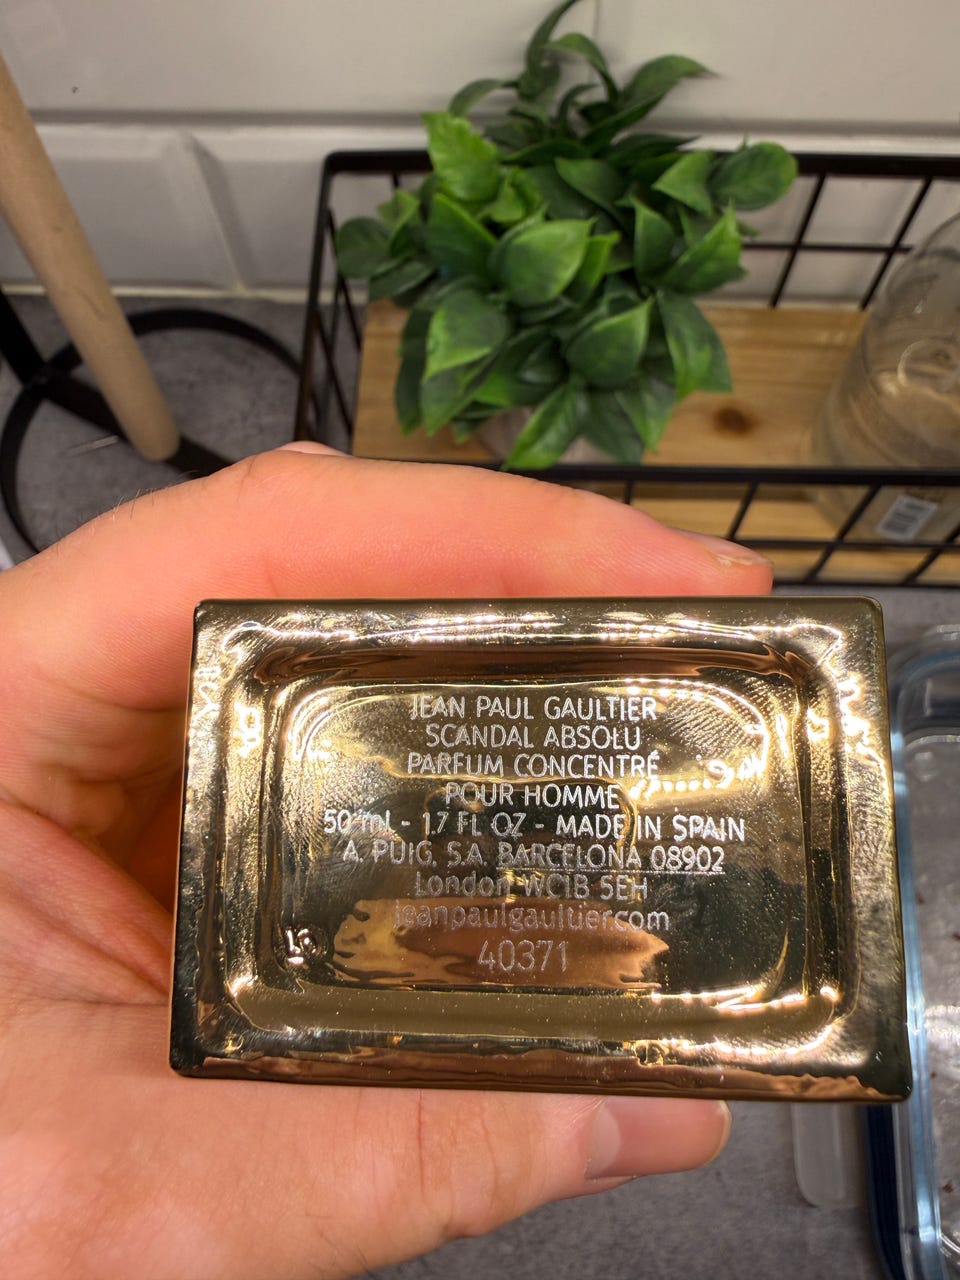 JEAN PAUL GAULTIER
SCANDAL ABSOLU
PARFUM CONCENTRÉ
POUR HOMME
50 ml - 1.7 FL OZ - MADE IN SPAIN
A. PUIG, S.A. BARCELONA 08902
London WC1B 5EH
jeanpaulgaultier.com
40371